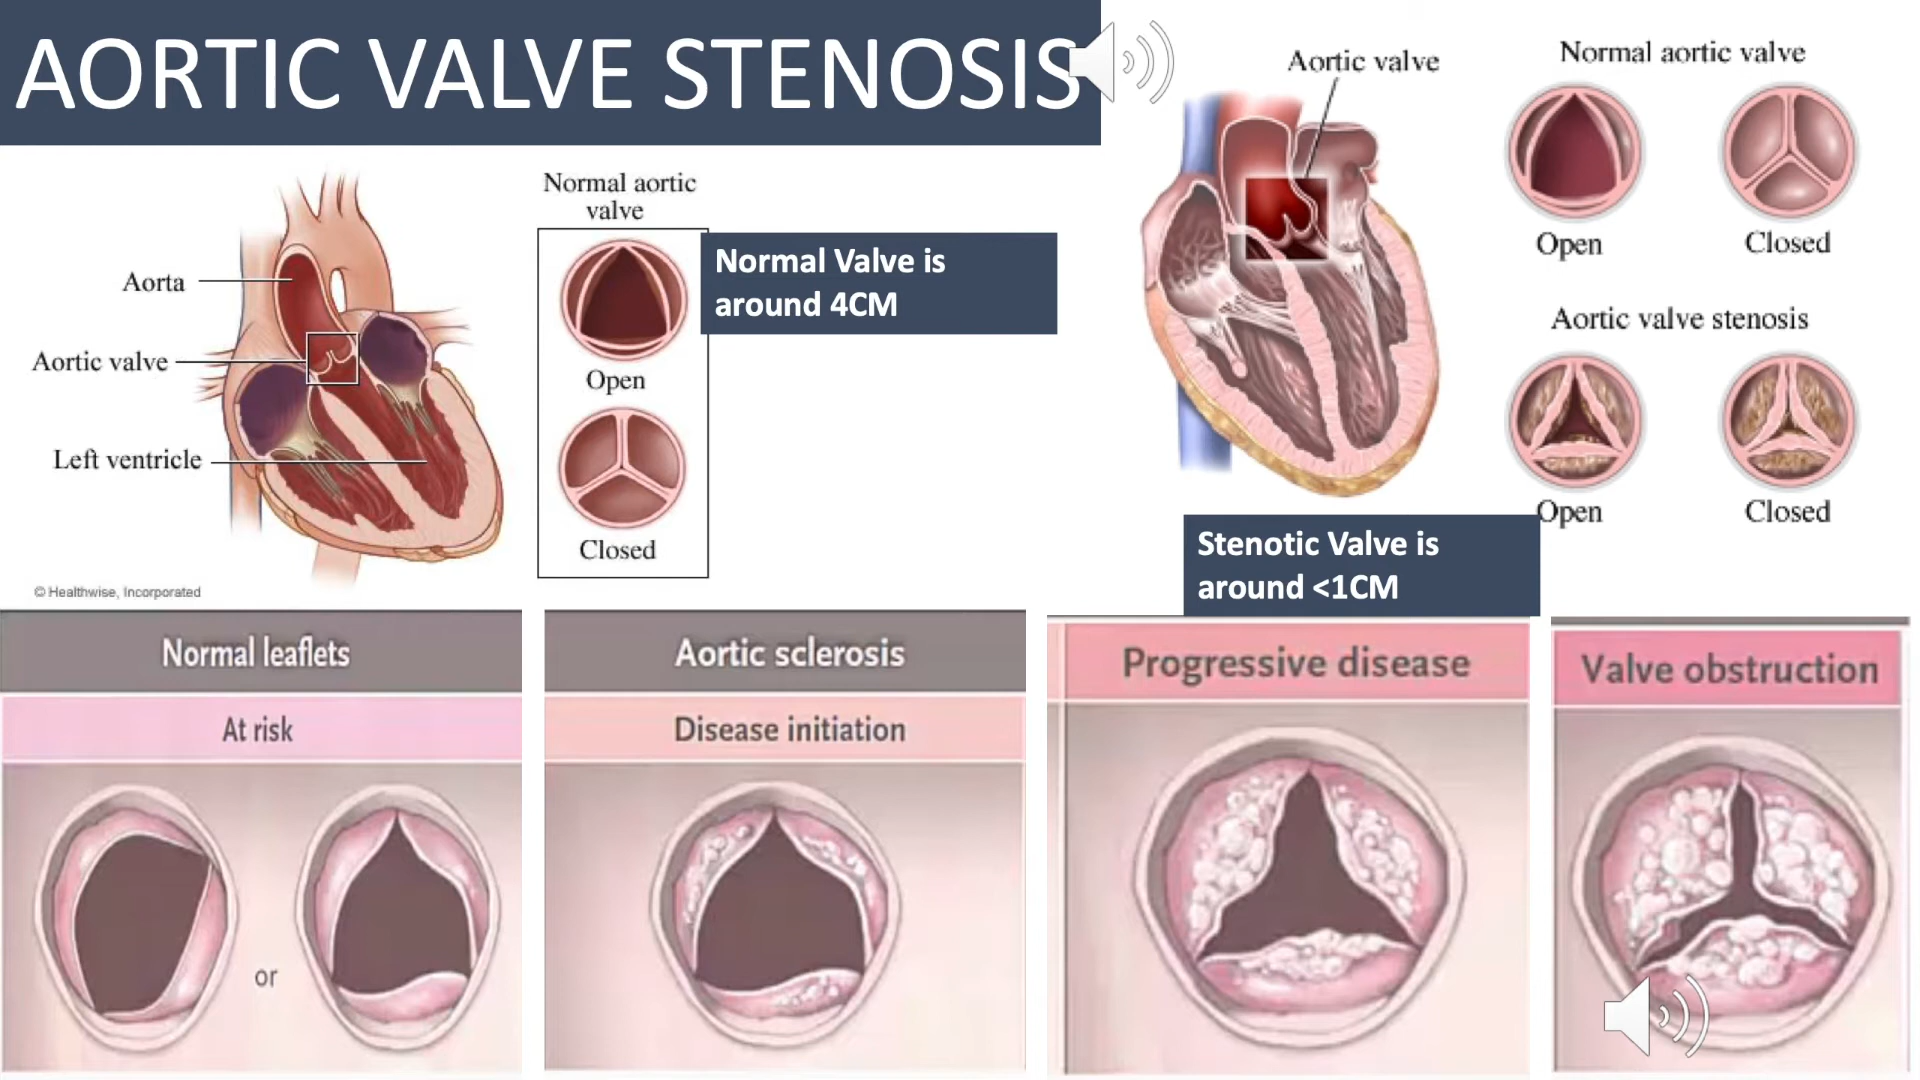 AORTIC VALVE STENOSIS
Aorta
Aortic valve
Left ventricle
© Healthwise, Incorporated
Normal aortic
valve
Open
Closed
Normal Valve is
around 4CM
Aortic valve
Normal aortic valve
Open
Closed
Aortic valve stenosis
Open
Closed
Stenotic Valve is
around <1CM
Normal leaflets
At risk
or
Aortic sclerosis
Disease initiation
Progressive disease
Valve obstruction